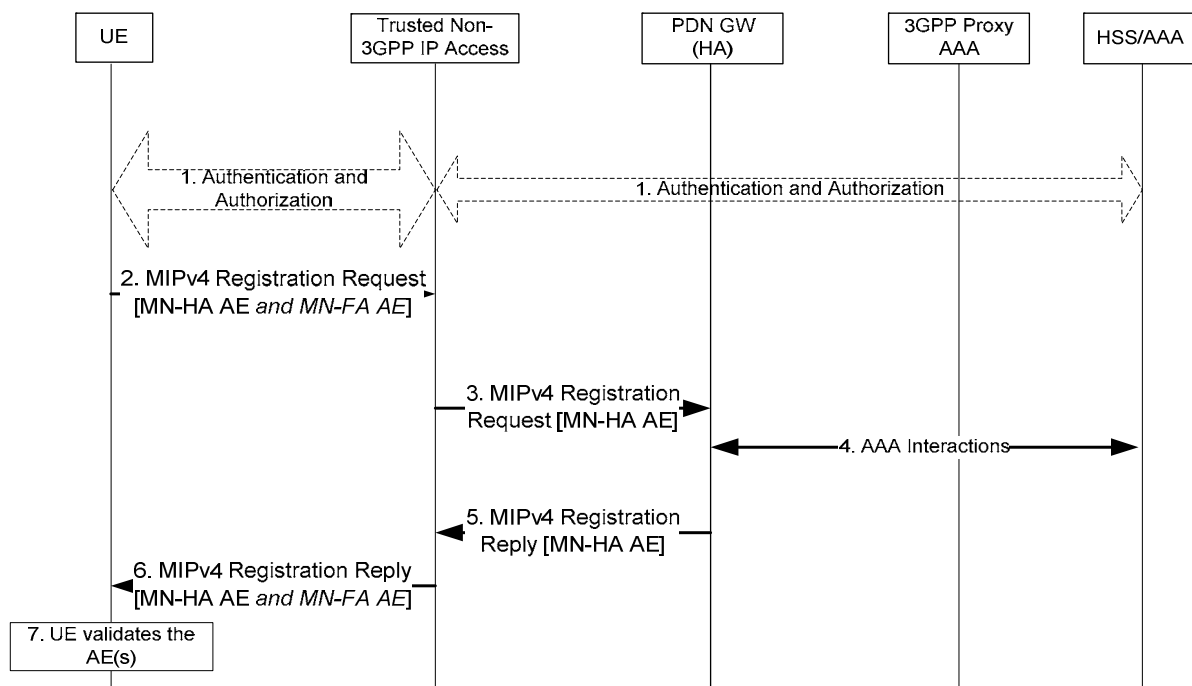 UE
Trusted Non-
3GPP IP Access
PDN GW
(HA)
3GPP Proxy
AAA
HSS/AAA
1. Authentication and
Authorization
1. Authentication and Authorization
2. MIPv4 Registration Request
[MN-HA AE and MN-FA AE]
3. MIPv4 Registration
Request [MN-HA AE]
4. AAA Interactions
5. MIPv4 Registration
Reply [MN-HA AE]
6. MIPv4 Registration Reply
[MN-HA AE and MN-FA AE]
7. UE validates the
AE(s)